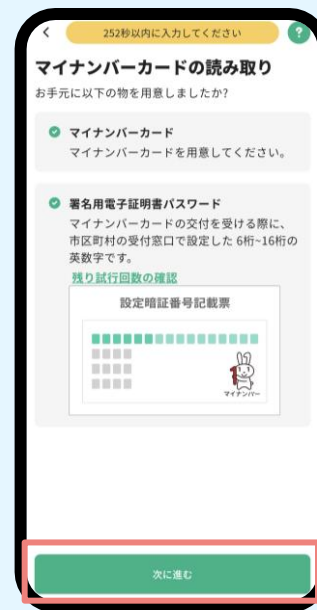 252秒以内に入力してください
?
マイナンバーカードの読み取り
お手元に以下の物を用意しましたか?
マイナンバーカード
マイナンバーカードを用意してください。
署名用電子証明書パスワード
マイナンバーカードの交付を受ける際に、
市区町村の受付窓口で設定した 6桁~16桁の
英数字です。
残り試行回数の確認
設定暗証番号記載票
マイナンバー
次に進む